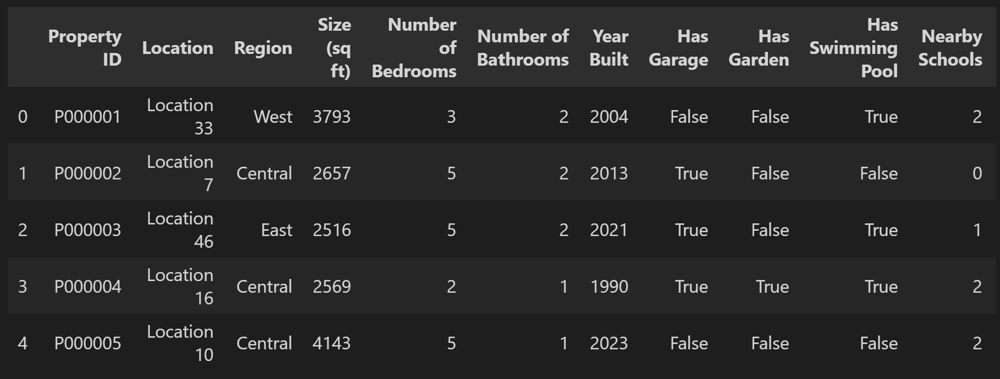 Property ID Location Region Size (sq ft) Number of Bedrooms Number of Bathrooms Year Built Has Garage Has Garden Has Swimming Pool Nearby Schools
0 P000001 Location 33 West 3793 3 2 2004 False False True 2
1 P000002 Location 7 Central 2657 5 2 2013 True False False 0
2 P000003 Location 46 East 2516 5 2 2021 True False True 1
3 P000004 Location 16 Central 2569 2 1 1990 True True True 2
4 P000005 Location 10 Central 4143 5 1 2023 False False False 2